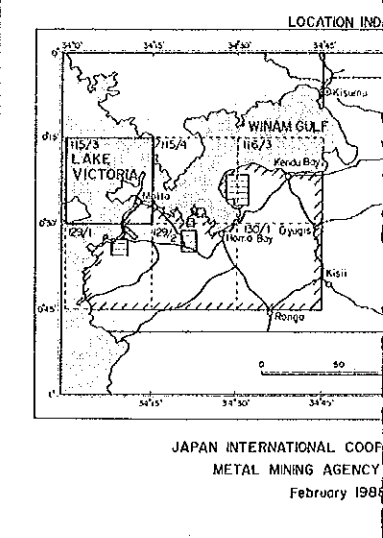 LOCATION IND
34°0' 34°15' 34°30' 34°45'
0°
Kisumu
0°15'
WINAM GULF
115/3 115/4 116/3
LAKE
VICTORIA
Kendu Bay
Mbita
0°30'
129/1 129/2 130/1 Oyugis
Homa Bay
Kisii
0°45'
Rongo
0 50
1°
34°15' 34°30' 34°45'
JAPAN INTERNATIONAL COOP
METAL MINING AGENCY
February 1988